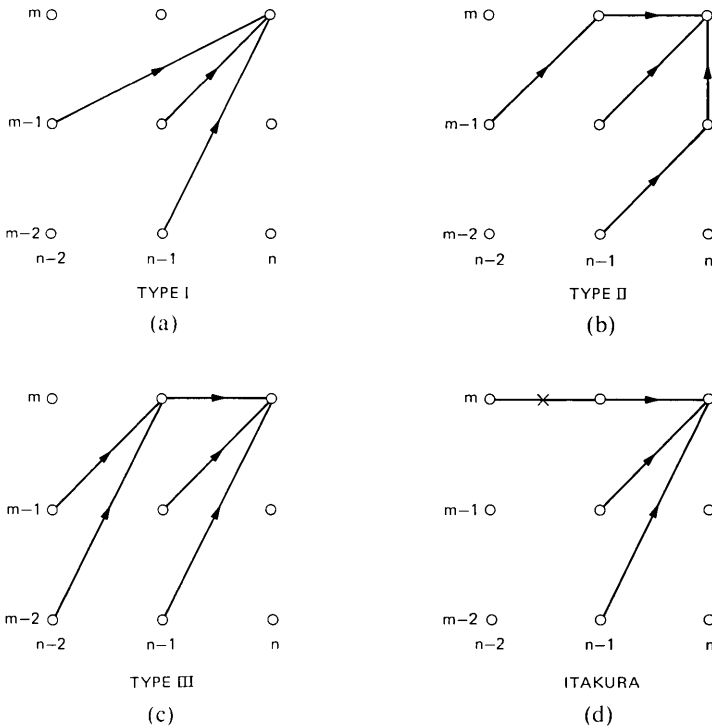 m
m−1
m−2
n−2 n−1 n
TYPE I
(a)
m
m−1
m−2
n−2 n−1 n
TYPE II
(b)
m
m−1
m−2
n−2 n−1 n
TYPE III
(c)
m
m−1
m−2
n−2 n−1 n
ITAKURA
(d)